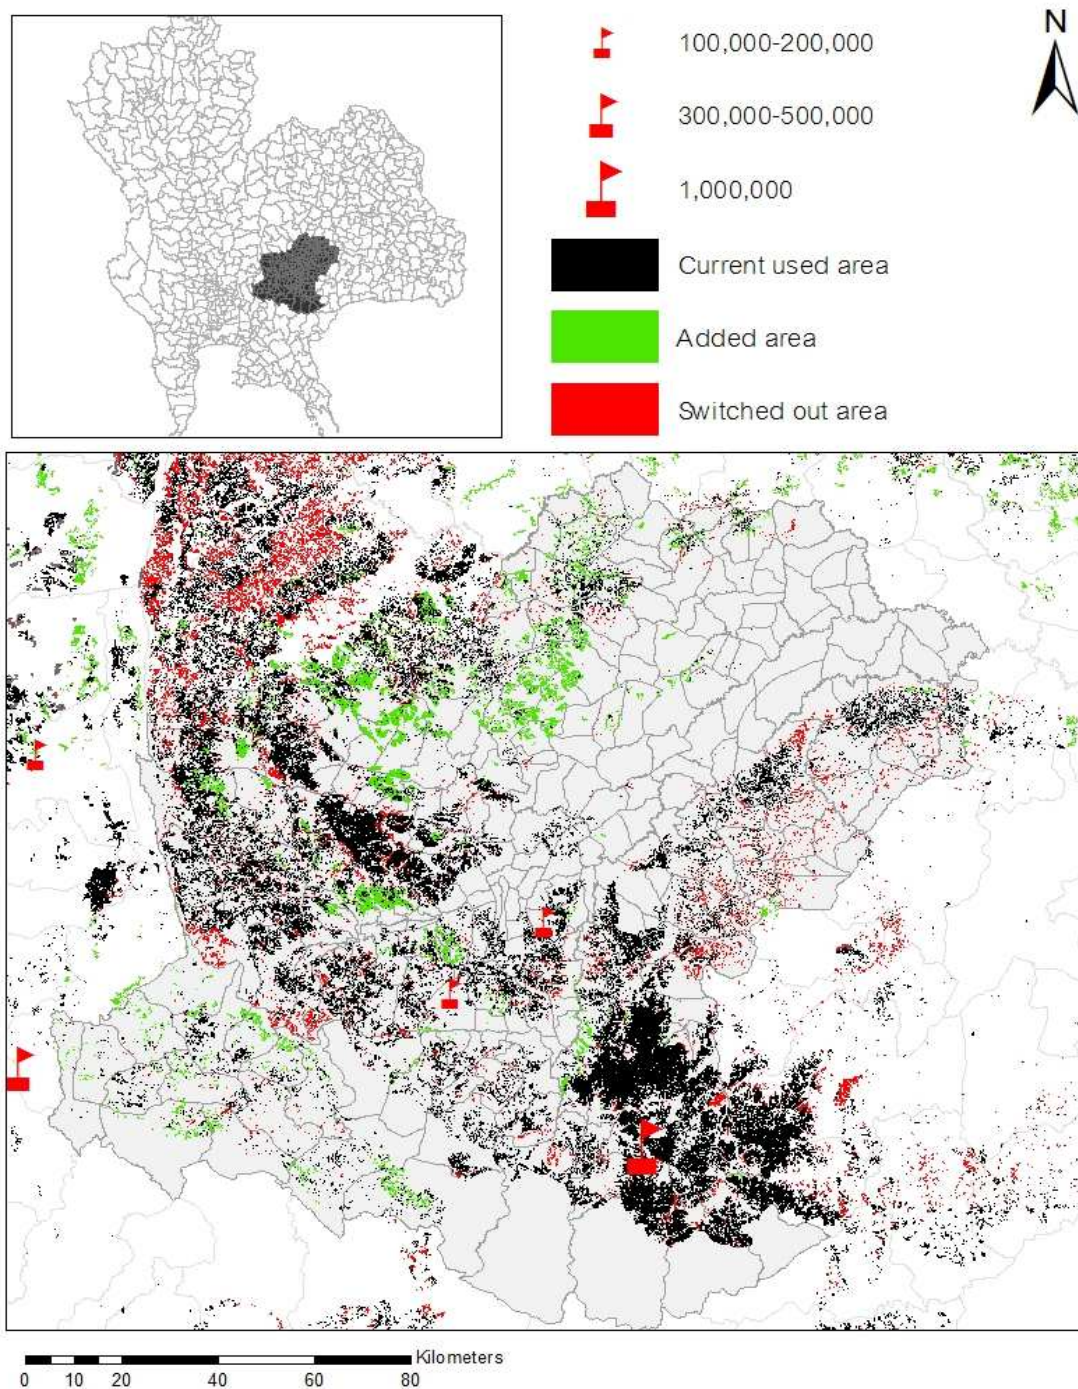 N
100,000-200,000
300,000-500,000
1,000,000
Current used area
Added area
Switched out area
Kilometers
0 10 20 40 60 80